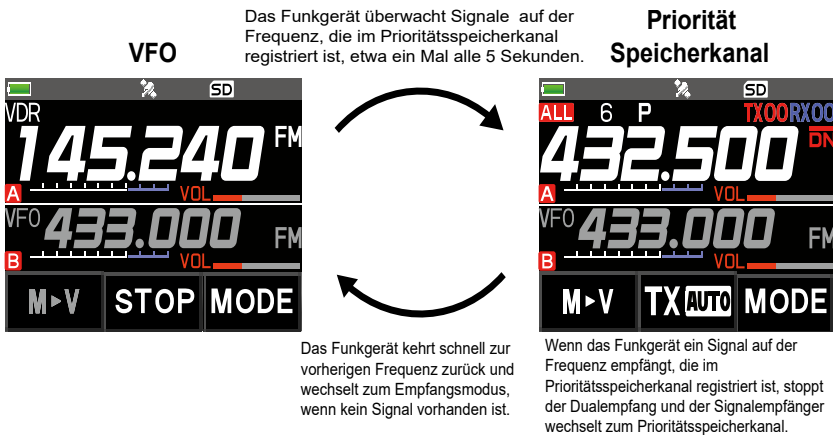 Das Funkgerät überwacht Signale auf der
Frequenz, die im Prioritätsspeicherkanal
registriert ist, etwa ein Mal alle 5 Sekunden.
VFO
Priorität
Speicherkanal
SD
VDR
145.240 FM
A VOL
VFO 433.000 FM
B VOL
M►V STOP MODE
SD
ALL 6 P TX00 RX00
432.500 DN
A VOL
VFO 433.000 FM
B VOL
M►V TX AUTO MODE
Das Funkgerät kehrt schnell zur
vorherigen Frequenz zurück und
wechselt zum Empfangsmodus,
wenn kein Signal vorhanden ist.
Wenn das Funkgerät ein Signal auf der
Frequenz empfängt, die im
Prioritätsspeicherkanal registriert ist, stoppt
der Dualempfang und der Signalempfänger
wechselt zum Prioritätsspeicherkanal.